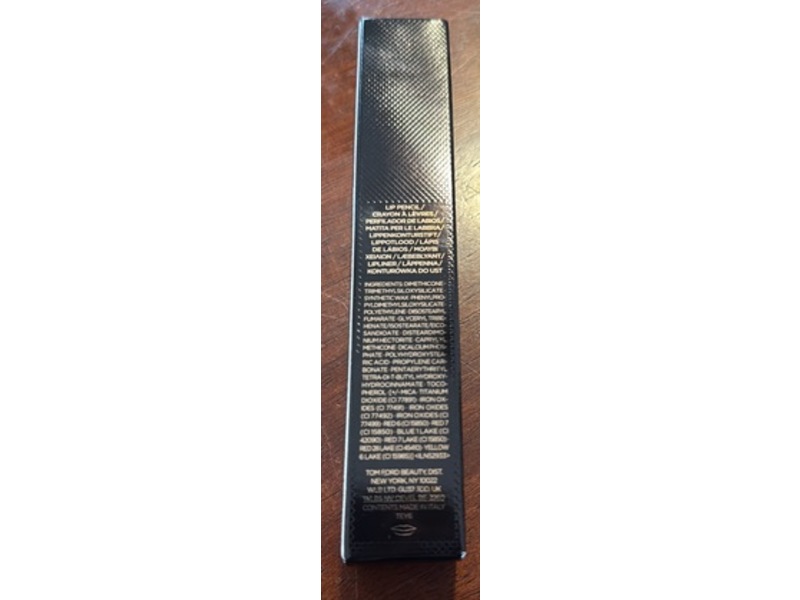 LIP PENCIL /
CRAYON À LÈVRES /
PERFILADOR DE LABIOS /
MATITA PER LE LABBRA /
LIPPENKONTURSTIFT /
LIPPOTLOOD / LÁPIS
DE LÁBIOS / ΜΟΛΥΒΙ
ΧΕΙΛΙΩΝ / LÆBEBLYANT /
LIPLINER / LÄPPENNA /
KONTURÓWKA DO UST
INGREDIENTS: DIMETHICONE ·
TRIMETHYLSILOXYSILICATE ·
SYNTHETIC WAX · PHENYLPRO-
PYLDIMETHYLSILOXYSILICATE ·
POLYETHYLENE · DIISOSTEARYL
FUMARATE · GLYCERYL TRIBE-
HENATE/ISOSTEARATE/EICO-
SANDIOATE · DISTEARDIMO-
NIUM HECTORITE · CAPRYLYL
METHICONE · DICALCIUM PHOS-
PHATE · POLYHYDROXYSTEA-
RIC ACID · PROPYLENE CAR-
BONATE · PENTAERYTHRITYL
TETRA-DI-T-BUTYL HYDROXY-
HYDROCINNAMATE · TOCO-
PHEROL · [+/- MICA · TITANIUM
DIOXIDE (CI 77891) · IRON OX-
IDES (CI 77491) · IRON OXIDES
(CI 77492) · IRON OXIDES (CI
77499) · RED 6 (CI 15850) · RED 7
(CI 15850) · BLUE 1 LAKE (CI
42090) · RED 7 LAKE (CI 15850) ·
RED 28 LAKE (CI 45410) · YELLOW
6 LAKE (CI 15985)] <ILN52932>
TOM FORD BEAUTY, DIST.
NEW YORK, NY 10022
CONTENTS MADE IN ITALY